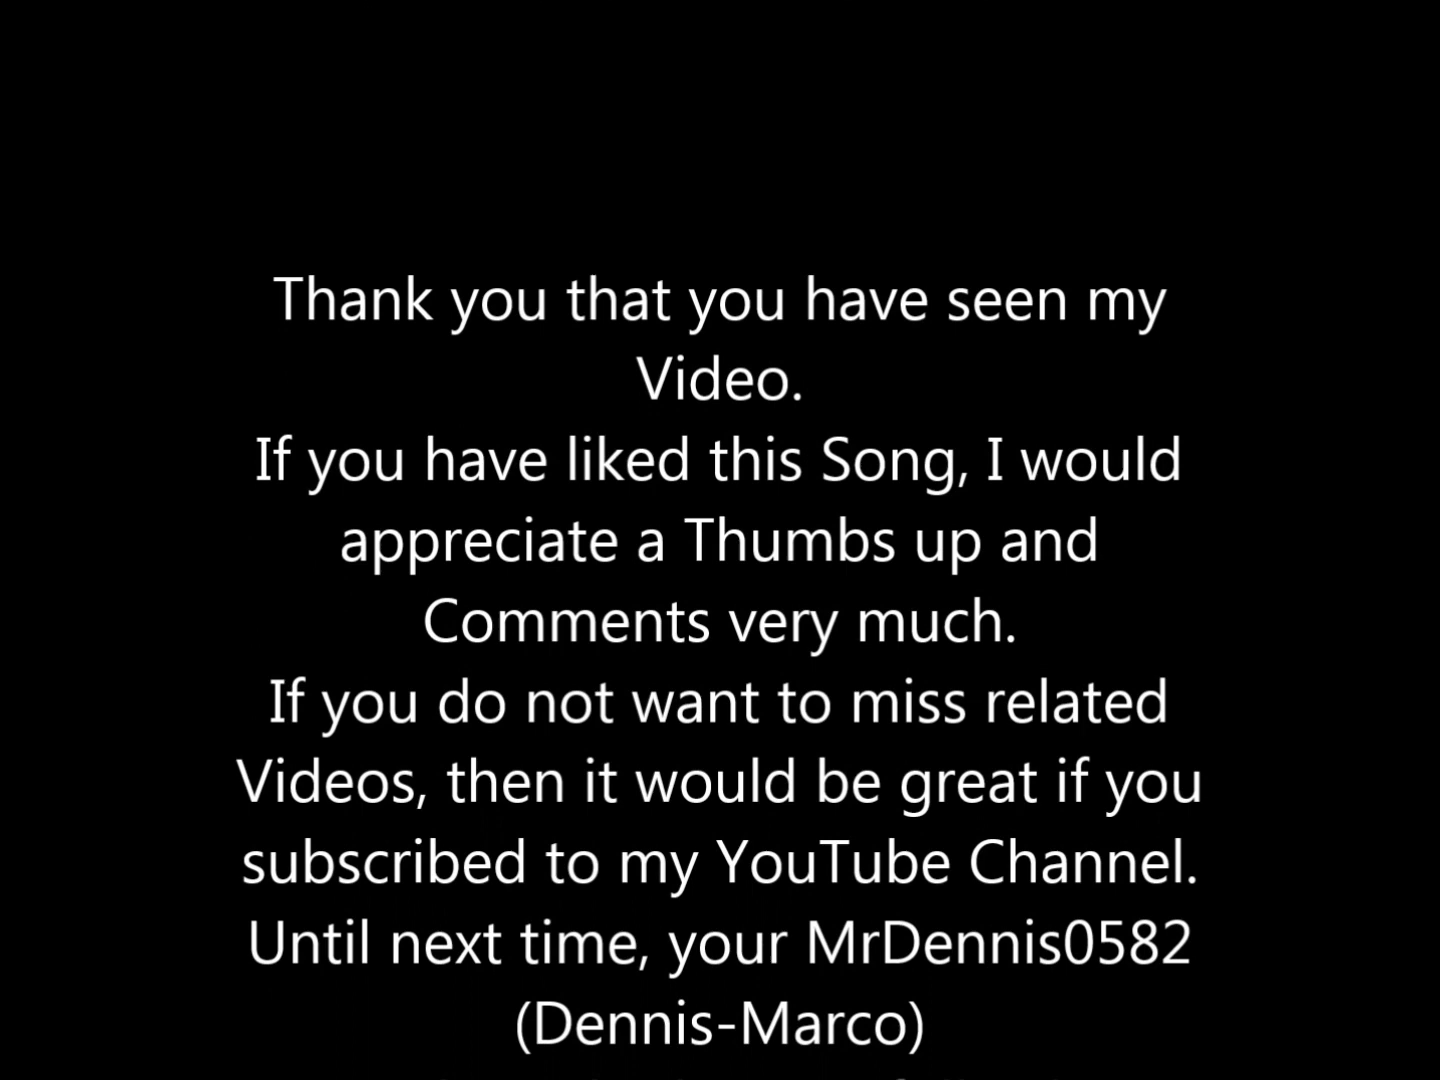 Thank you that you have seen my
Video.
If you have liked this Song, I would
appreciate a Thumbs up and
Comments very much.
If you do not want to miss related
Videos, then it would be great if you
subscribed to my YouTube Channel.
Until next time, your MrDennis0582
(Dennis-Marco)